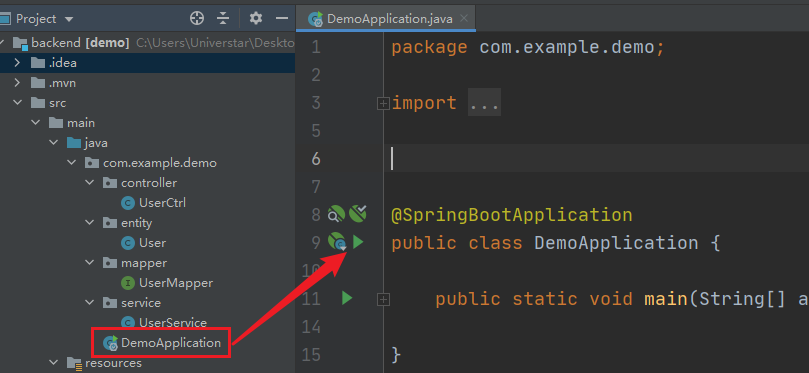 Project
backend [demo] C:\Users\Universtar\Deskto
.idea
.mvn
src
main
java
com.example.demo
controller
UserCtrl
entity
User
mapper
UserMapper
service
UserService
DemoApplication
resources
DemoApplication.java
1 package com.example.demo;
3 import ...
5
6
7
8 @SpringBootApplication
9 public class DemoApplication {
10
11 public static void main(String[] a
14
15 }